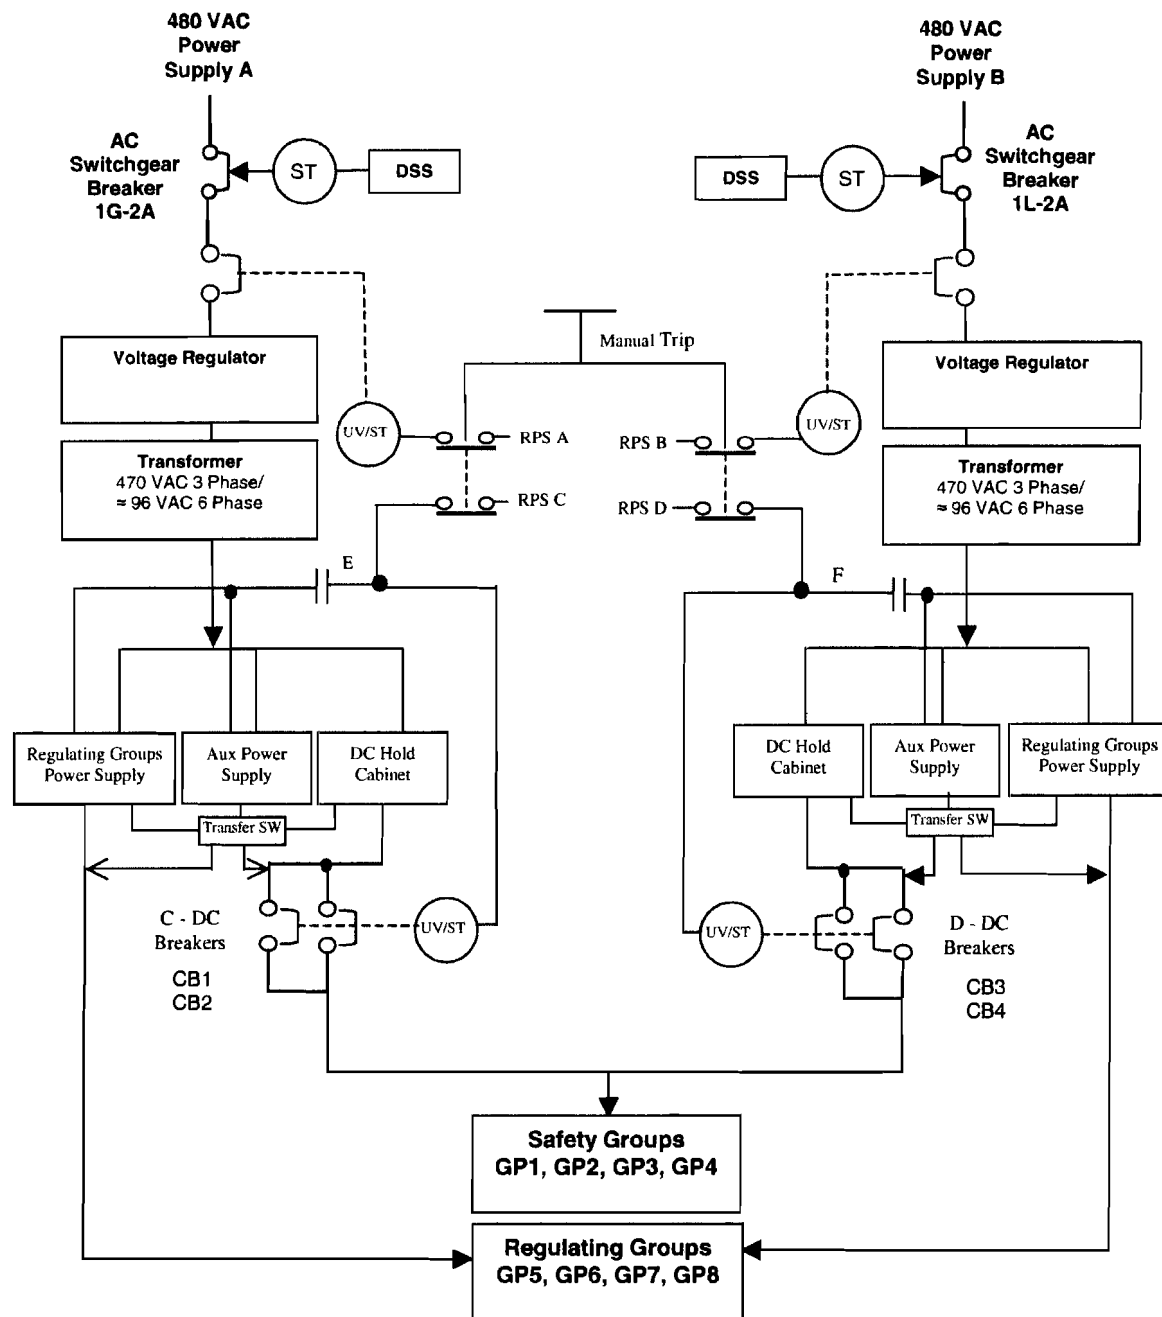 480 VAC
Power
Supply A
480 VAC
Power
Supply B
AC
Switchgear
Breaker
1G-2A
ST
DSS
DSS
ST
AC
Switchgear
Breaker
1L-2A
Voltage Regulator
Manual Trip
Voltage Regulator
UV/ST
RPS A
RPS B
UV/ST
Transformer
470 VAC 3 Phase/
≈ 96 VAC 6 Phase
RPS C
RPS D
Transformer
470 VAC 3 Phase/
≈ 96 VAC 6 Phase
E
F
Regulating Groups
Power Supply
Aux Power
Supply
DC Hold
Cabinet
DC Hold
Cabinet
Aux Power
Supply
Regulating Groups
Power Supply
Transfer SW
Transfer SW
C - DC
Breakers
CB1
CB2
UV/ST
UV/ST
D - DC
Breakers
CB3
CB4
Safety Groups
GP1, GP2, GP3, GP4
Regulating Groups
GP5, GP6, GP7, GP8